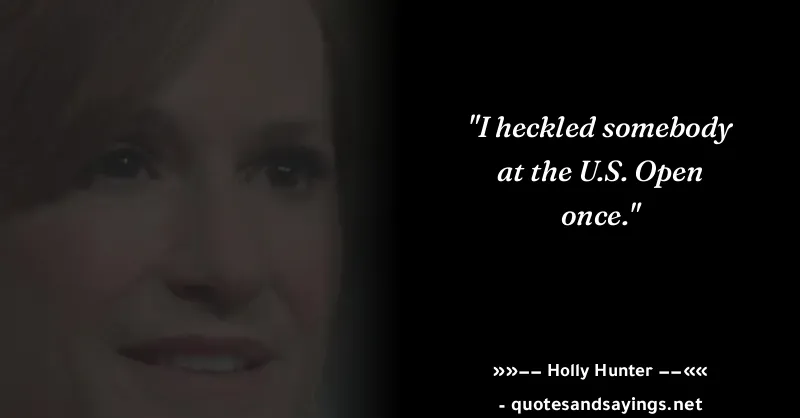 "I heckled somebody
at the U.S. Open
once."
»»−− Holly Hunter −−««
- quotesandsayings.net